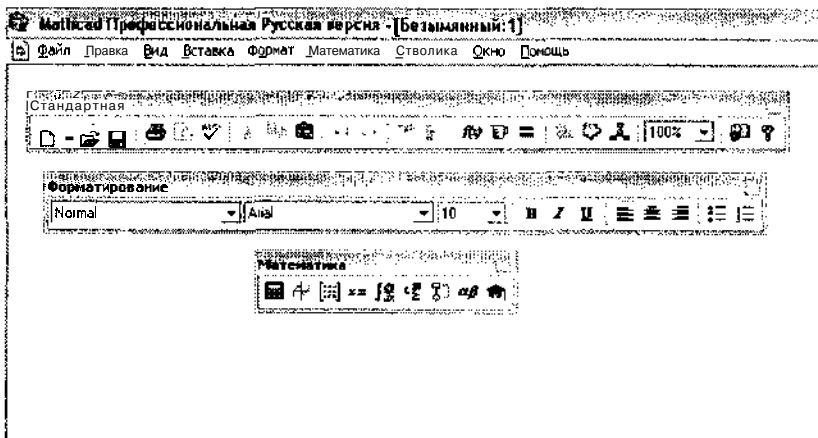 Mathcad Профессиональная Русская версия - [Безымянный:1]
Файл Правка Вид Вставка Формат Математика Стволика Окно Помощь
Стандартная
f(x) = 100% ?
Форматирование
Normal Arial 10 B I U
Математика
x= αβ